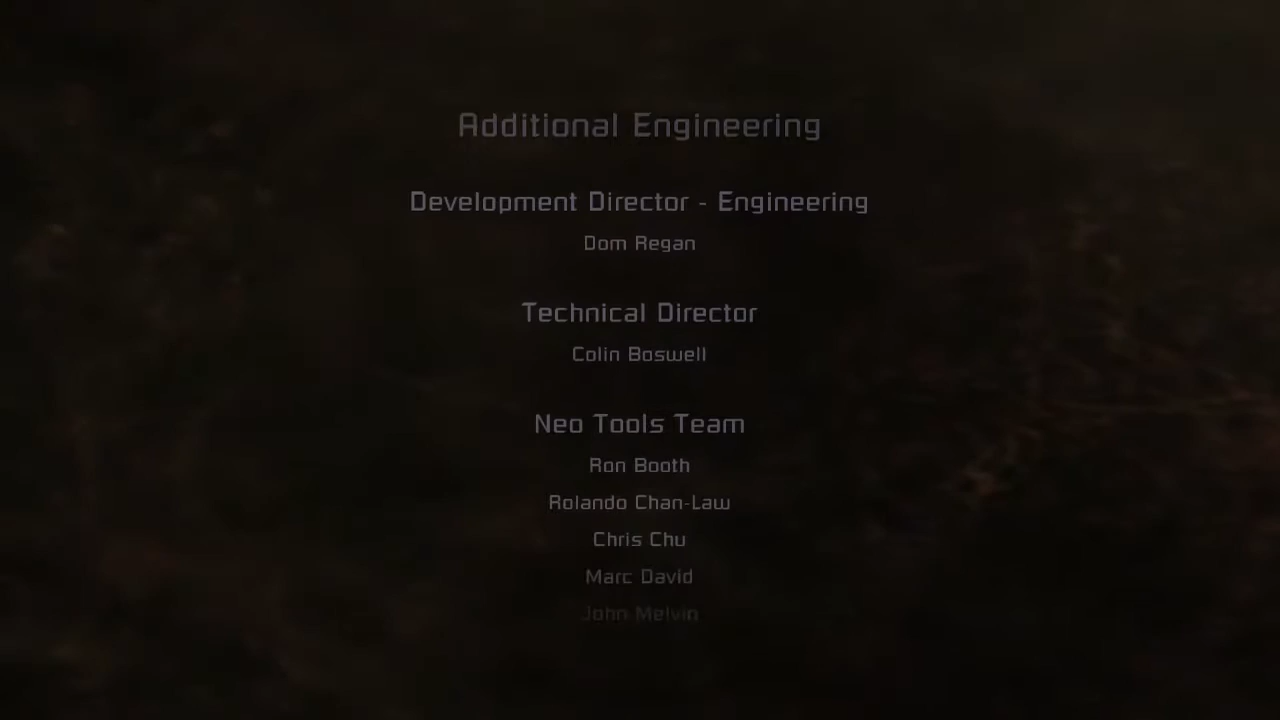 Additional Engineering
Development Director - Engineering
Dom Regan
Technical Director
Colin Boswell
Neo Tools Team
Ron Booth
Rolando Chan-Law
Chris Chu
Marc David
John Melvin